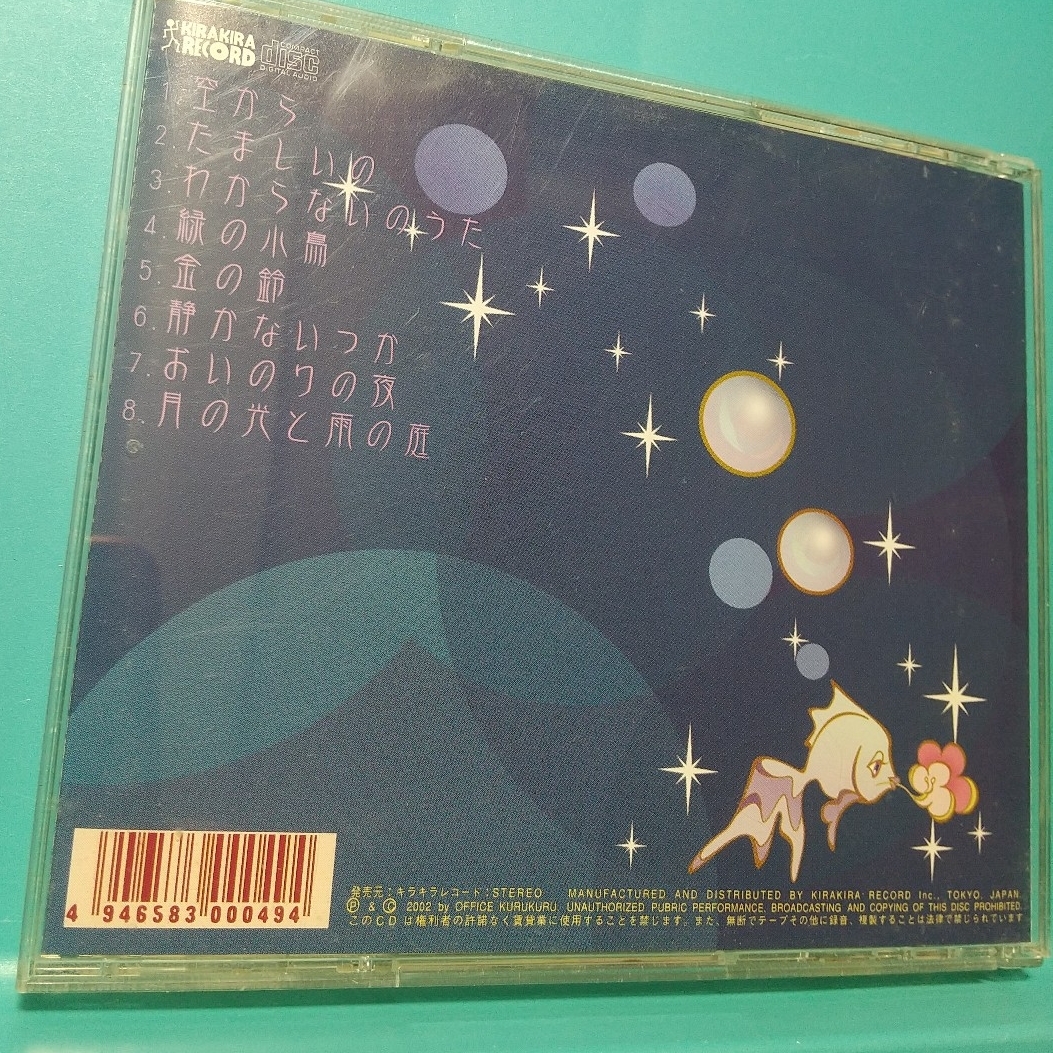 KIRAKIRA
RECORD
COMPACT
disc
DIGITAL AUDIO
1. 空から
2. たましいの
3. わからないのうた
4. 緑の小鳥
5. 金の鈴
6. 静かないつか
7. おいのりの夜
8. 月の光と雨の庭
4 946583 000494
発売元:キラキラレコード:STEREO MANUFACTURED AND DISTRIBUTED BY KIRAKIRA RECORD Inc., TOKYO, JAPAN.
Ⓟ & © 2002 by OFFICE KURUKURU. UNAUTHORIZED PUBRIC PERFORMANCE, BROADCASTING AND COPYING OF THIS DISC PROHIBITED.
このCDは権利者の許諾なく賃貸業に使用することを禁じます。また、無断でテープその他に録音、複製することは法律で禁じられています